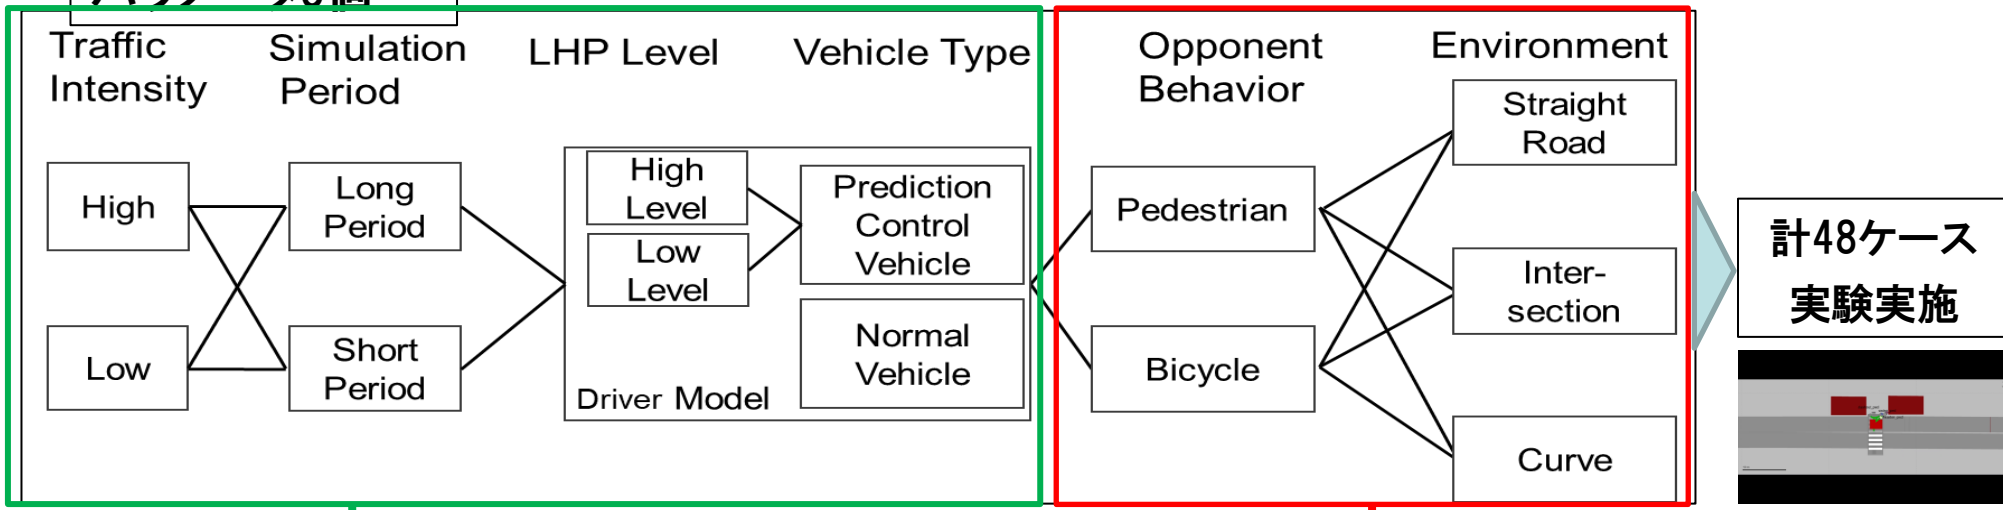 Traffic
Intensity
Simulation
Period
LHP Level
Vehicle Type
Opponent
Behavior
Environment
High
Low
Long
Period
Short
Period
High
Level
Low
Level
Driver Model
Prediction
Control
Vehicle
Normal
Vehicle
Pedestrian
Bicycle
Straight
Road
Inter-
section
Curve
計48ケース
実験実施